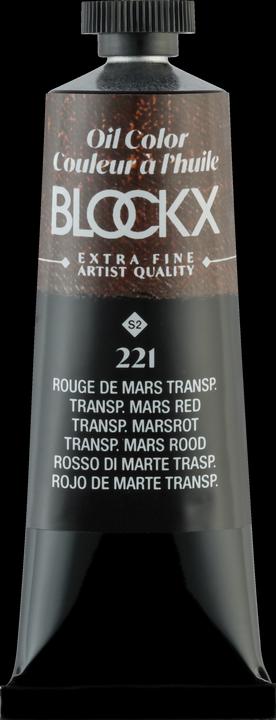 Oil Color
Couleur à l'huile
BLOCKX
EXTRA FINE
ARTIST QUALITY
S2
221
ROUGE DE MARS TRANSP.
TRANSP. MARS RED
TRANSP. MARSROT
TRANSP. MARS ROOD
ROSSO DI MARTE TRASP.
ROJO DE MARTE TRANSP.